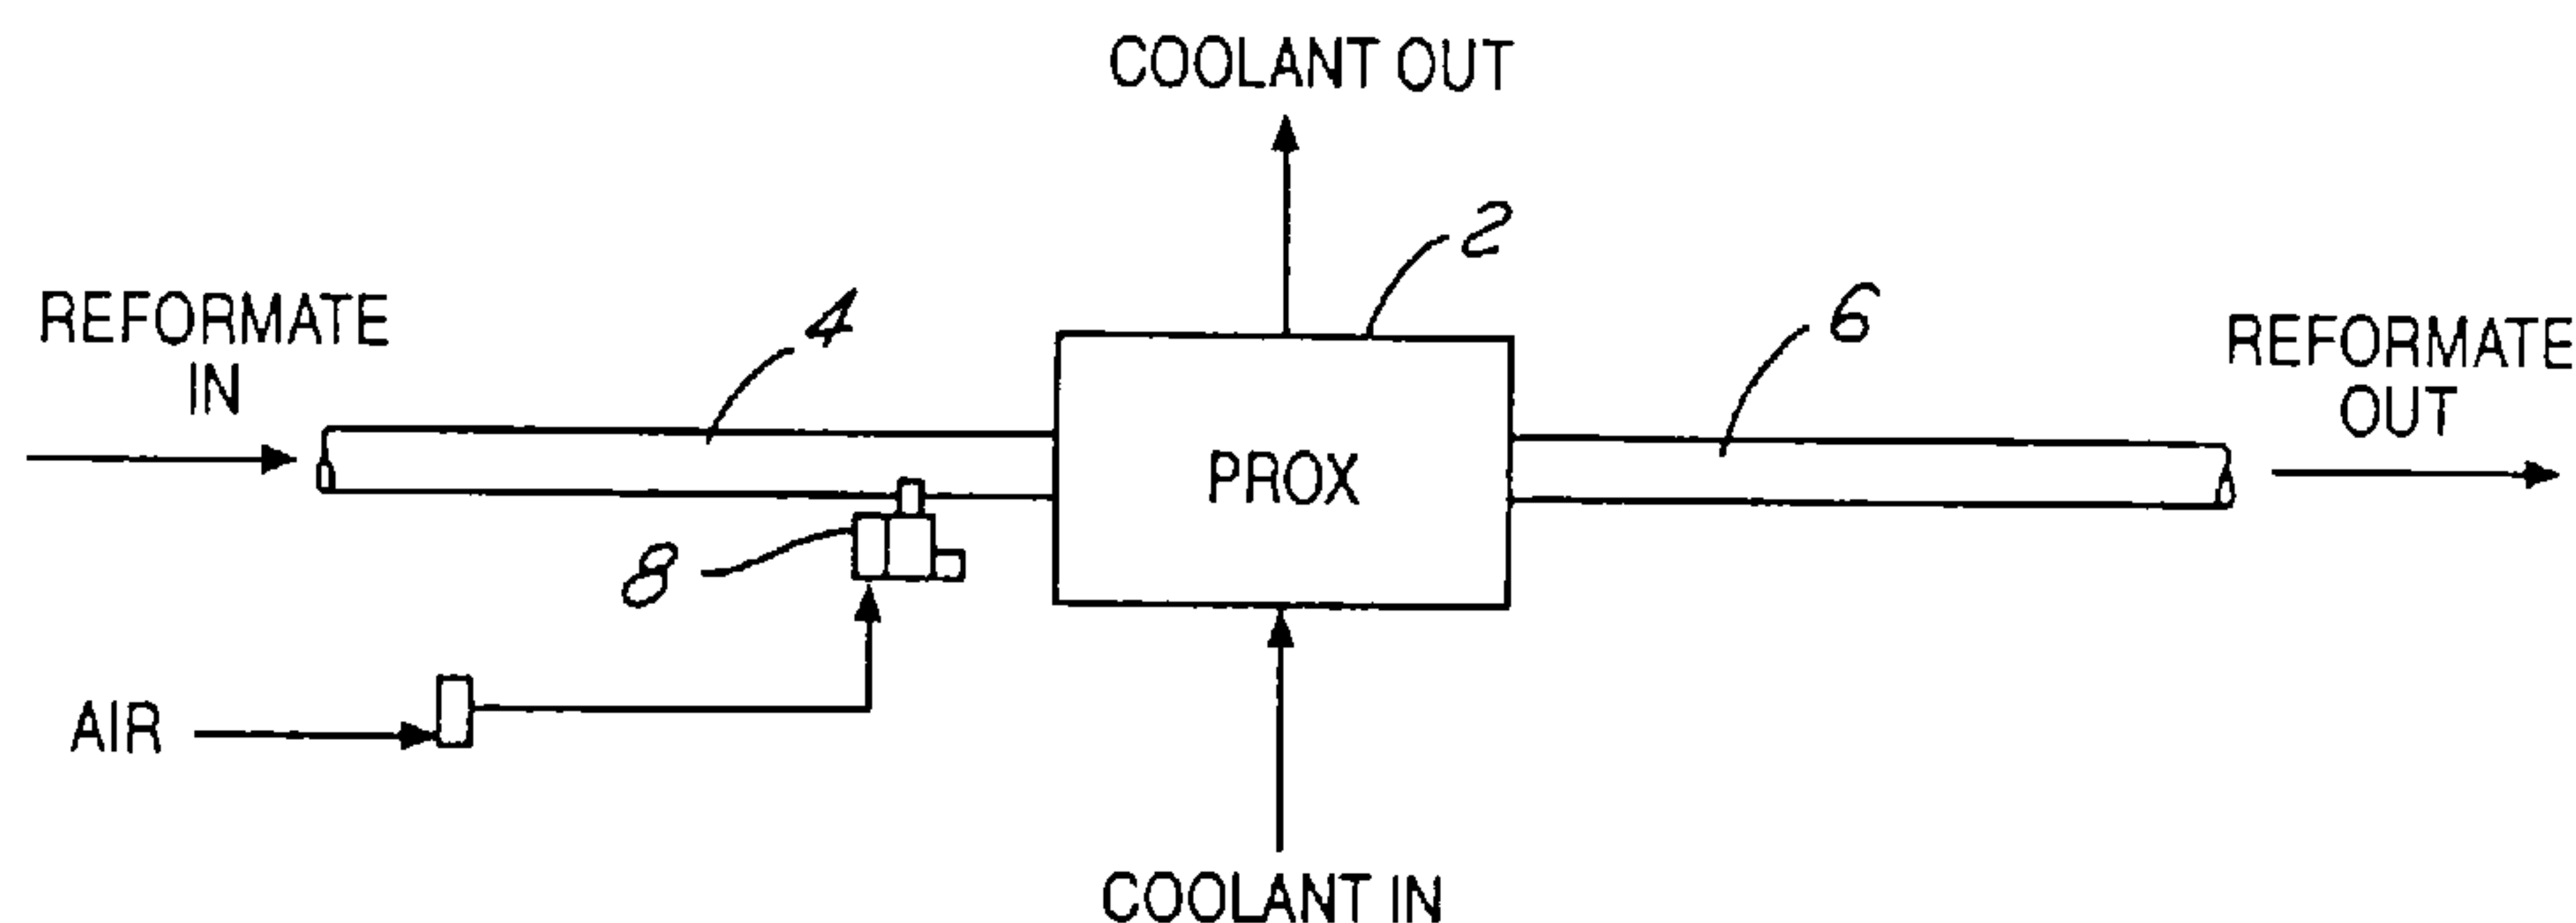 COOLANT OUT
2
REFORMATE
IN
4
6
REFORMATE
OUT
PROX
8
AIR
COOLANT IN